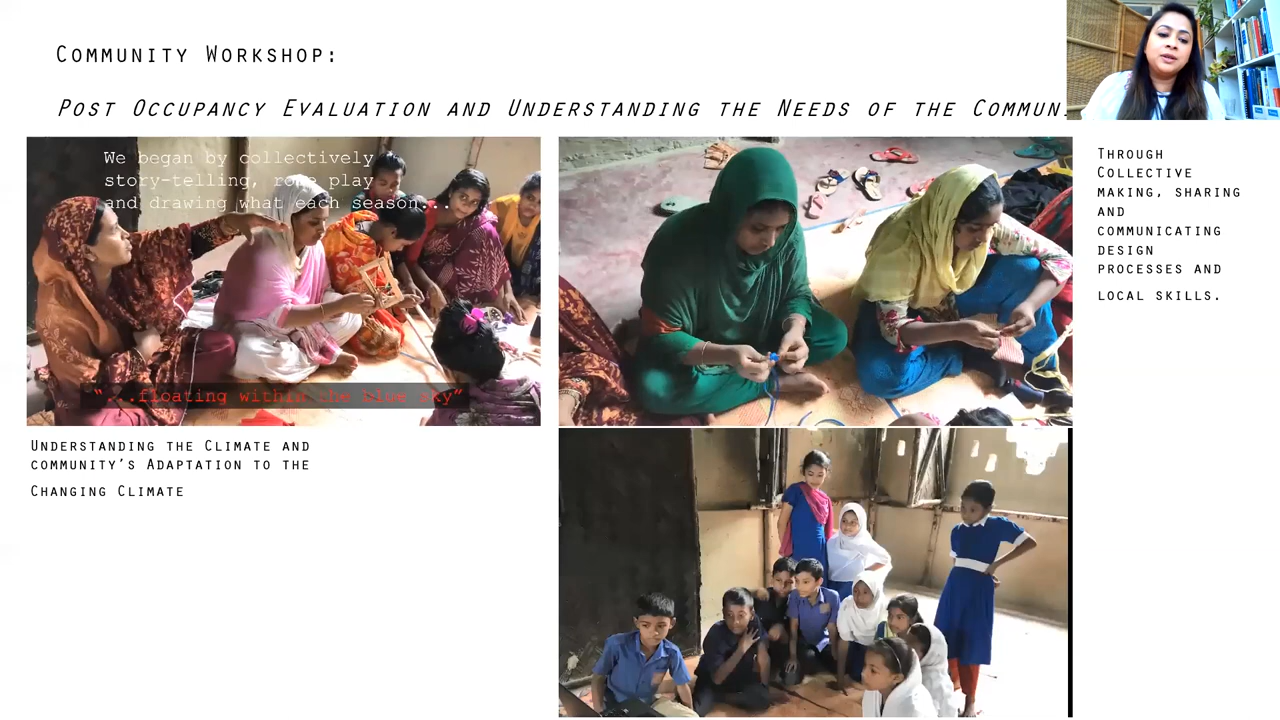 Community Workshop:
Post Occupancy Evaluation and Understanding the Needs of the Commun
We began by collectively
story-telling, role play
and drawing what each season...
"...floating within the blue sky"
Understanding the Climate and
community's Adaptation to the
Changing Climate
Through
Collective
making, sharing
and
communicating
design
processes and
local skills.